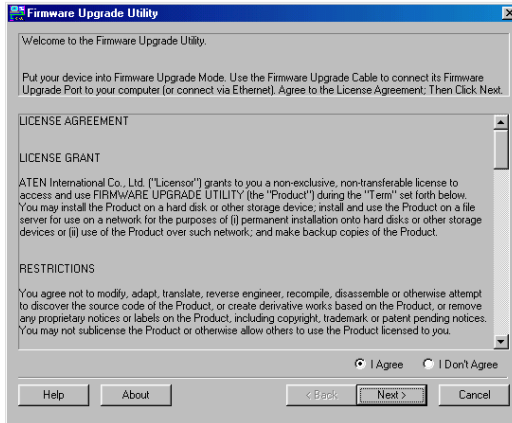 Firmware Upgrade Utility
Welcome to the Firmware Upgrade Utility.
Put your device into Firmware Upgrade Mode. Use the Firmware Upgrade Cable to connect its Firmware
Upgrade Port to your computer (or connect via Ethernet). Agree to the License Agreement; Then Click Next.
LICENSE AGREEMENT
LICENSE GRANT
ATEN International Co., Ltd. ("Licensor") grants to you a non-exclusive, non-transferable license to
access and use FIRMWARE UPGRADE UTILITY (the "Product") during the "Term" set forth below.
You may install the Product on a hard disk or other storage device; install and use the Product on a file
server for use on a network for the purposes of (i) permanent installation onto hard disks or other storage
devices or (ii) use of the Product over such network; and make backup copies of the Product.
RESTRICTIONS
You agree not to modify, adapt, translate, reverse engineer, recompile, disassemble or otherwise attempt
to discover the source code of the Product, or create derivative works based on the Product, or remove
any proprietary notices or labels on the Product, including copyright, trademark or patent pending notices.
You may not sublicense the Product or otherwise allow others to use the Product licensed to you.
I Agree I Don't Agree
Help About < Back Next > Cancel